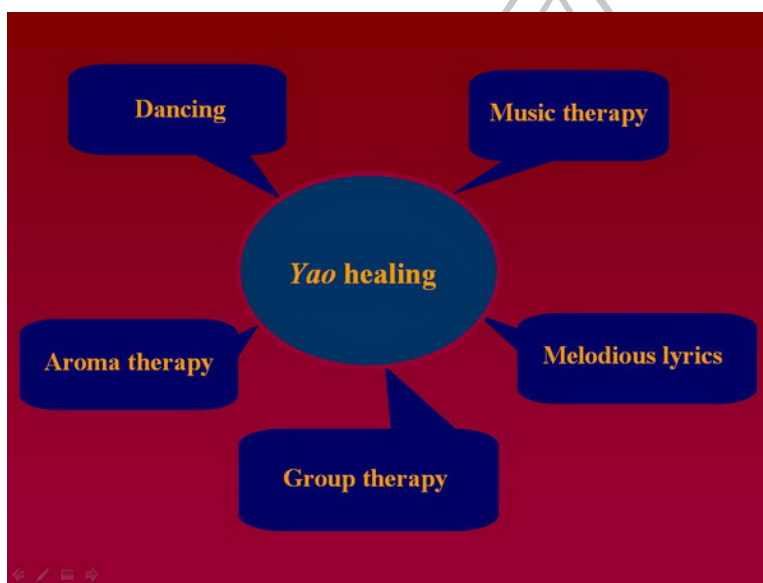 Dancing
Music therapy
Yao healing
Aroma therapy
Melodious lyrics
Group therapy